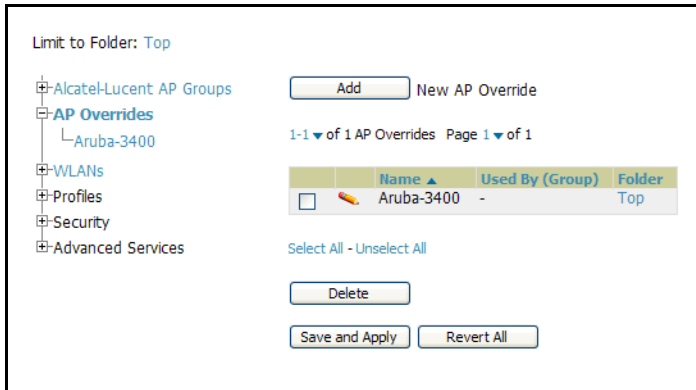 Limit to Folder: Top
Alcatel-Lucent AP Groups
AP Overrides
Aruba-3400
WLANs
Profiles
Security
Advanced Services
Add New AP Override
1-1 of 1 AP Overrides Page 1 of 1
Name Used By (Group) Folder
Aruba-3400 - Top
Select All - Unselect All
Delete
Save and Apply Revert All